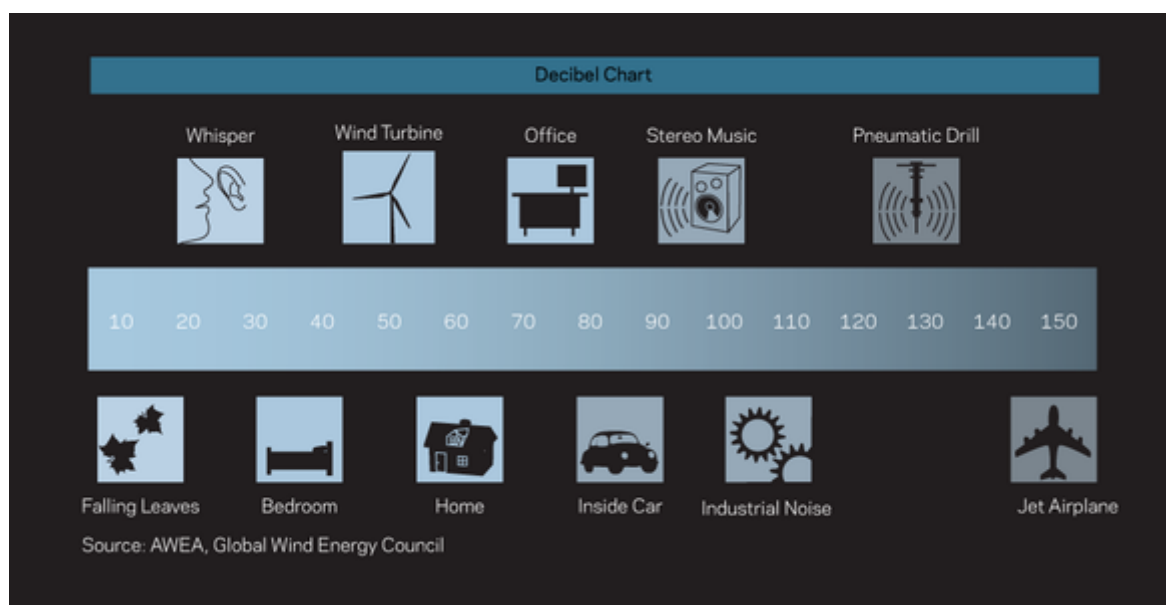 Decibel Chart
Whisper Wind Turbine Office Stereo Music Pneumatic Drill
10 20 30 40 50 60 70 80 90 100 110 120 130 140 150
Falling Leaves Bedroom Home Inside Car Industrial Noise Jet Airplane
Source: AWEA, Global Wind Energy Council